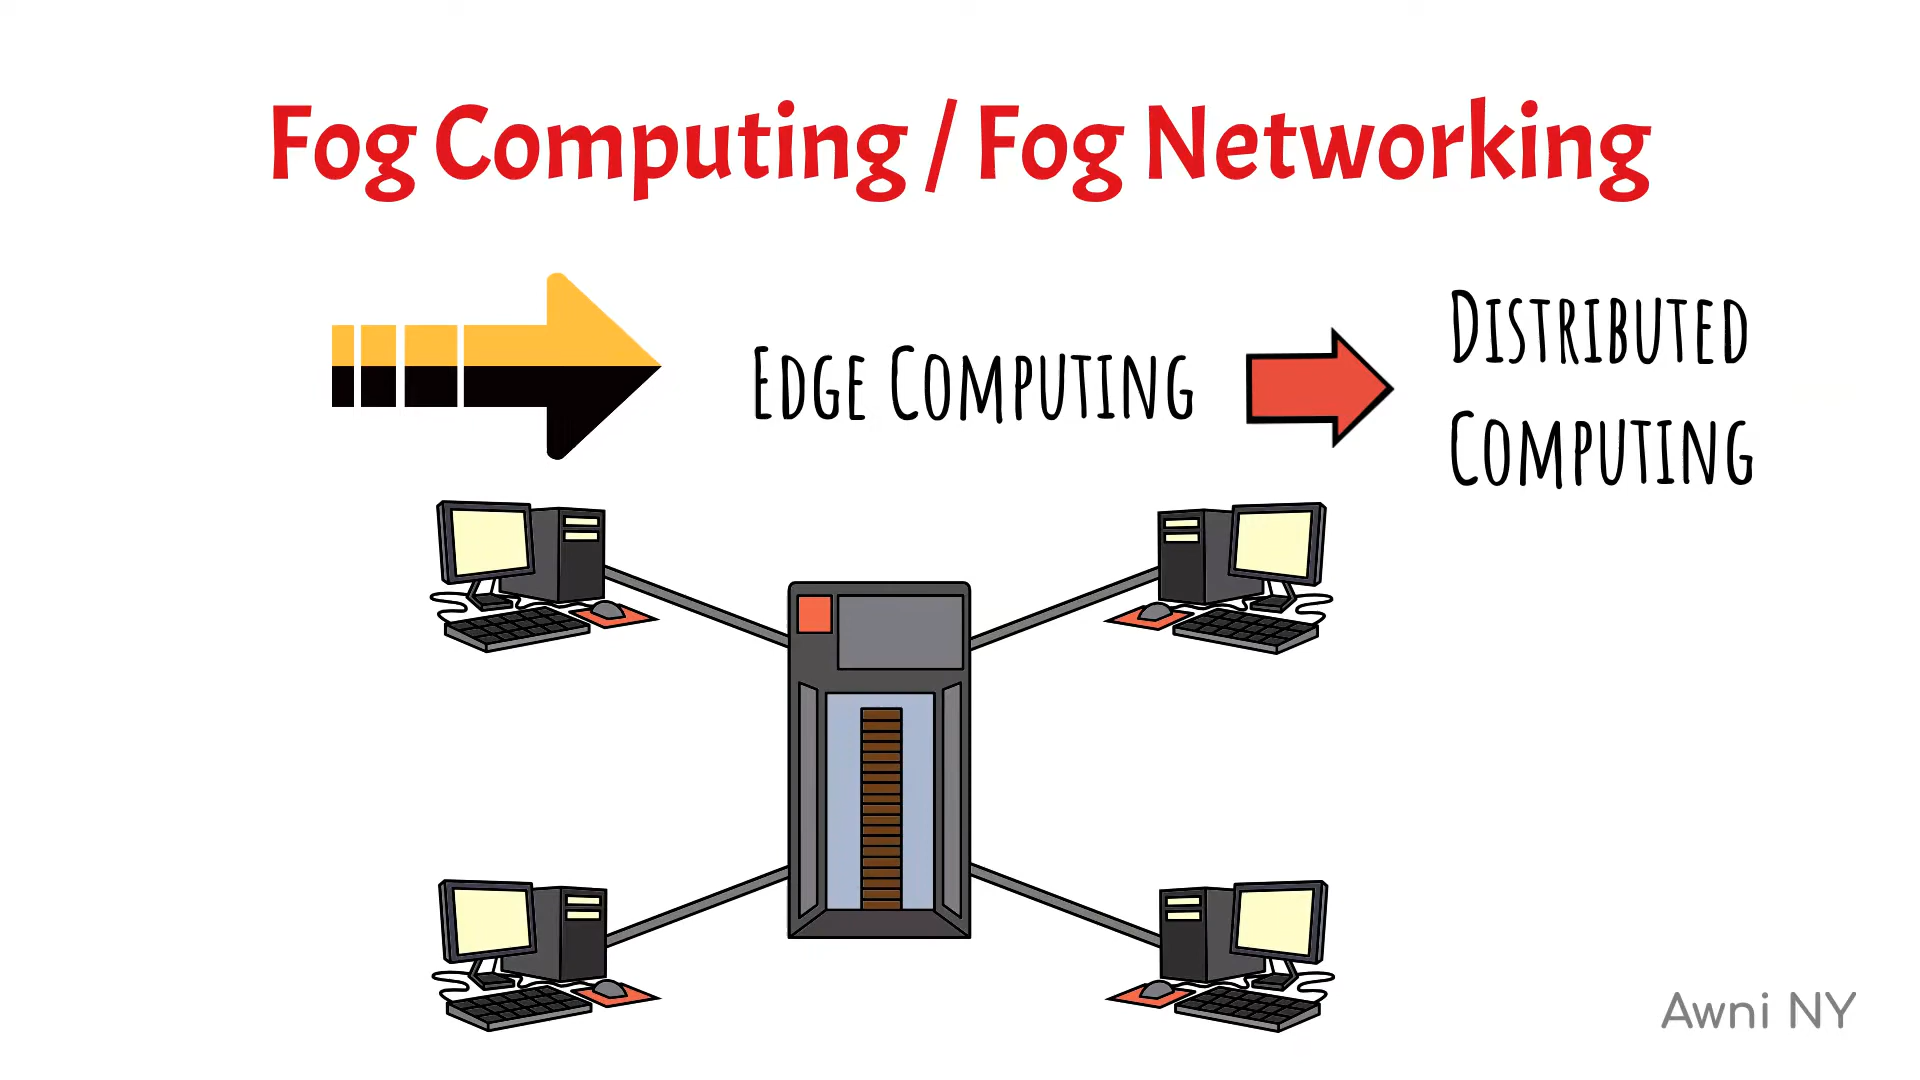 Fog Computing / Fog Networking
Edge Computing
Distributed
Computing
Awni NY